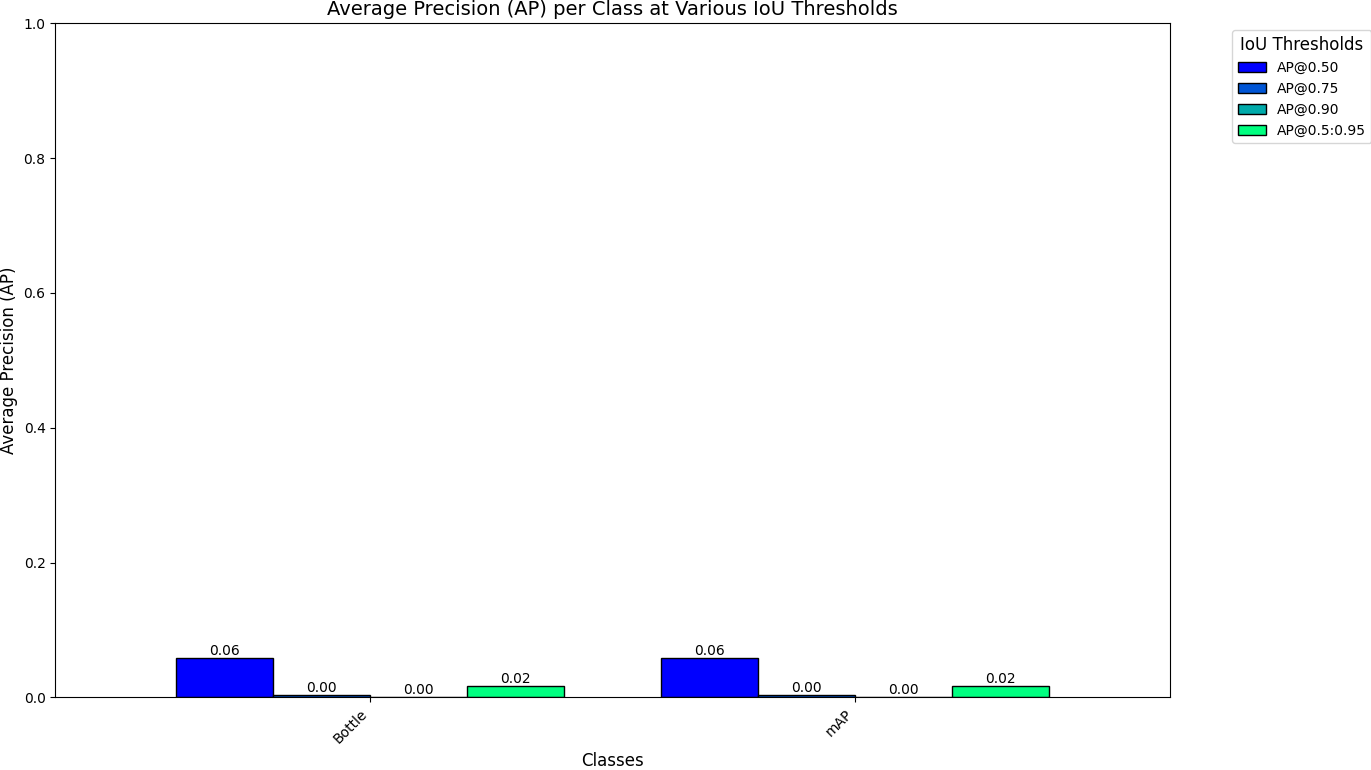 Average Precision (AP) per Class at Various IoU Thresholds
IoU Thresholds
AP@0.50
AP@0.75
AP@0.90
AP@0.5:0.95
Average Precision (AP)
1.0
0.8
0.6
0.4
0.2
0.0
0.06
0.00
0.00
0.02
0.06
0.00
0.00
0.02
Bottle
mAP
Classes